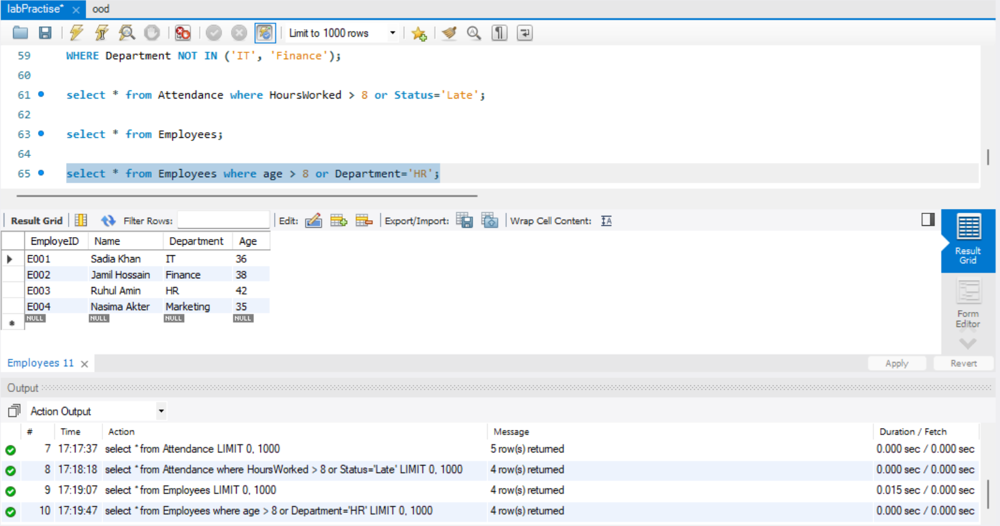 labPractise* × ood
Limit to 1000 rows
59 WHERE Department NOT IN ('IT', 'Finance');
60
61 select * from Attendance where HoursWorked > 8 or Status='Late';
62
63 select * from Employees;
64
65 select * from Employees where age > 8 or Department='HR';
Result Grid Filter Rows: Edit: Export/Import: Wrap Cell Content: IA
EmployeID Name Department Age
E001 Sadia Khan IT 36
E002 Jamil Hossain Finance 38
E003 Ruhul Amin HR 42
E004 Nasima Akter Marketing 35
NULL NULL NULL NULL
Result
Grid
Form
Editor
Employees 11 × Apply Revert
Output
Action Output
# Time Action Message Duration / Fetch
7 17:17:37 select * from Attendance LIMIT 0, 1000 5 row(s) returned 0.000 sec / 0.000 sec
8 17:18:18 select * from Attendance where HoursWorked > 8 or Status='Late' LIMIT 0, 1000 4 row(s) returned 0.000 sec / 0.000 sec
9 17:19:07 select * from Employees LIMIT 0, 1000 4 row(s) returned 0.015 sec / 0.000 sec
10 17:19:47 select * from Employees where age > 8 or Department='HR' LIMIT 0, 1000 4 row(s) returned 0.000 sec / 0.000 sec